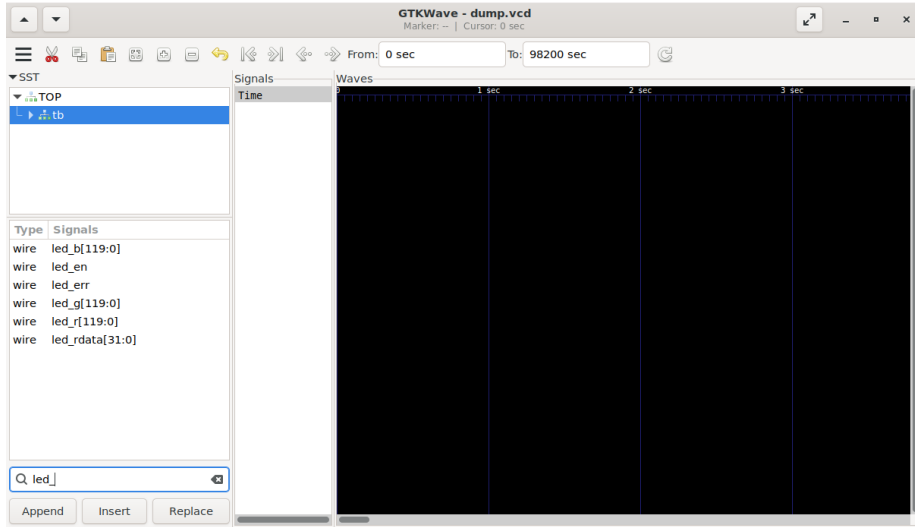 GTKWave - dump.vcd
Marker: -- | Cursor: 0 sec
From: 0 sec To: 98200 sec
SST
TOP
tb
Signals
Time
Waves
0 1 sec 2 sec 3 sec
Type Signals
wire led_b[119:0]
wire led_en
wire led_err
wire led_g[119:0]
wire led_r[119:0]
wire led_rdata[31:0]
led_
Append Insert Replace